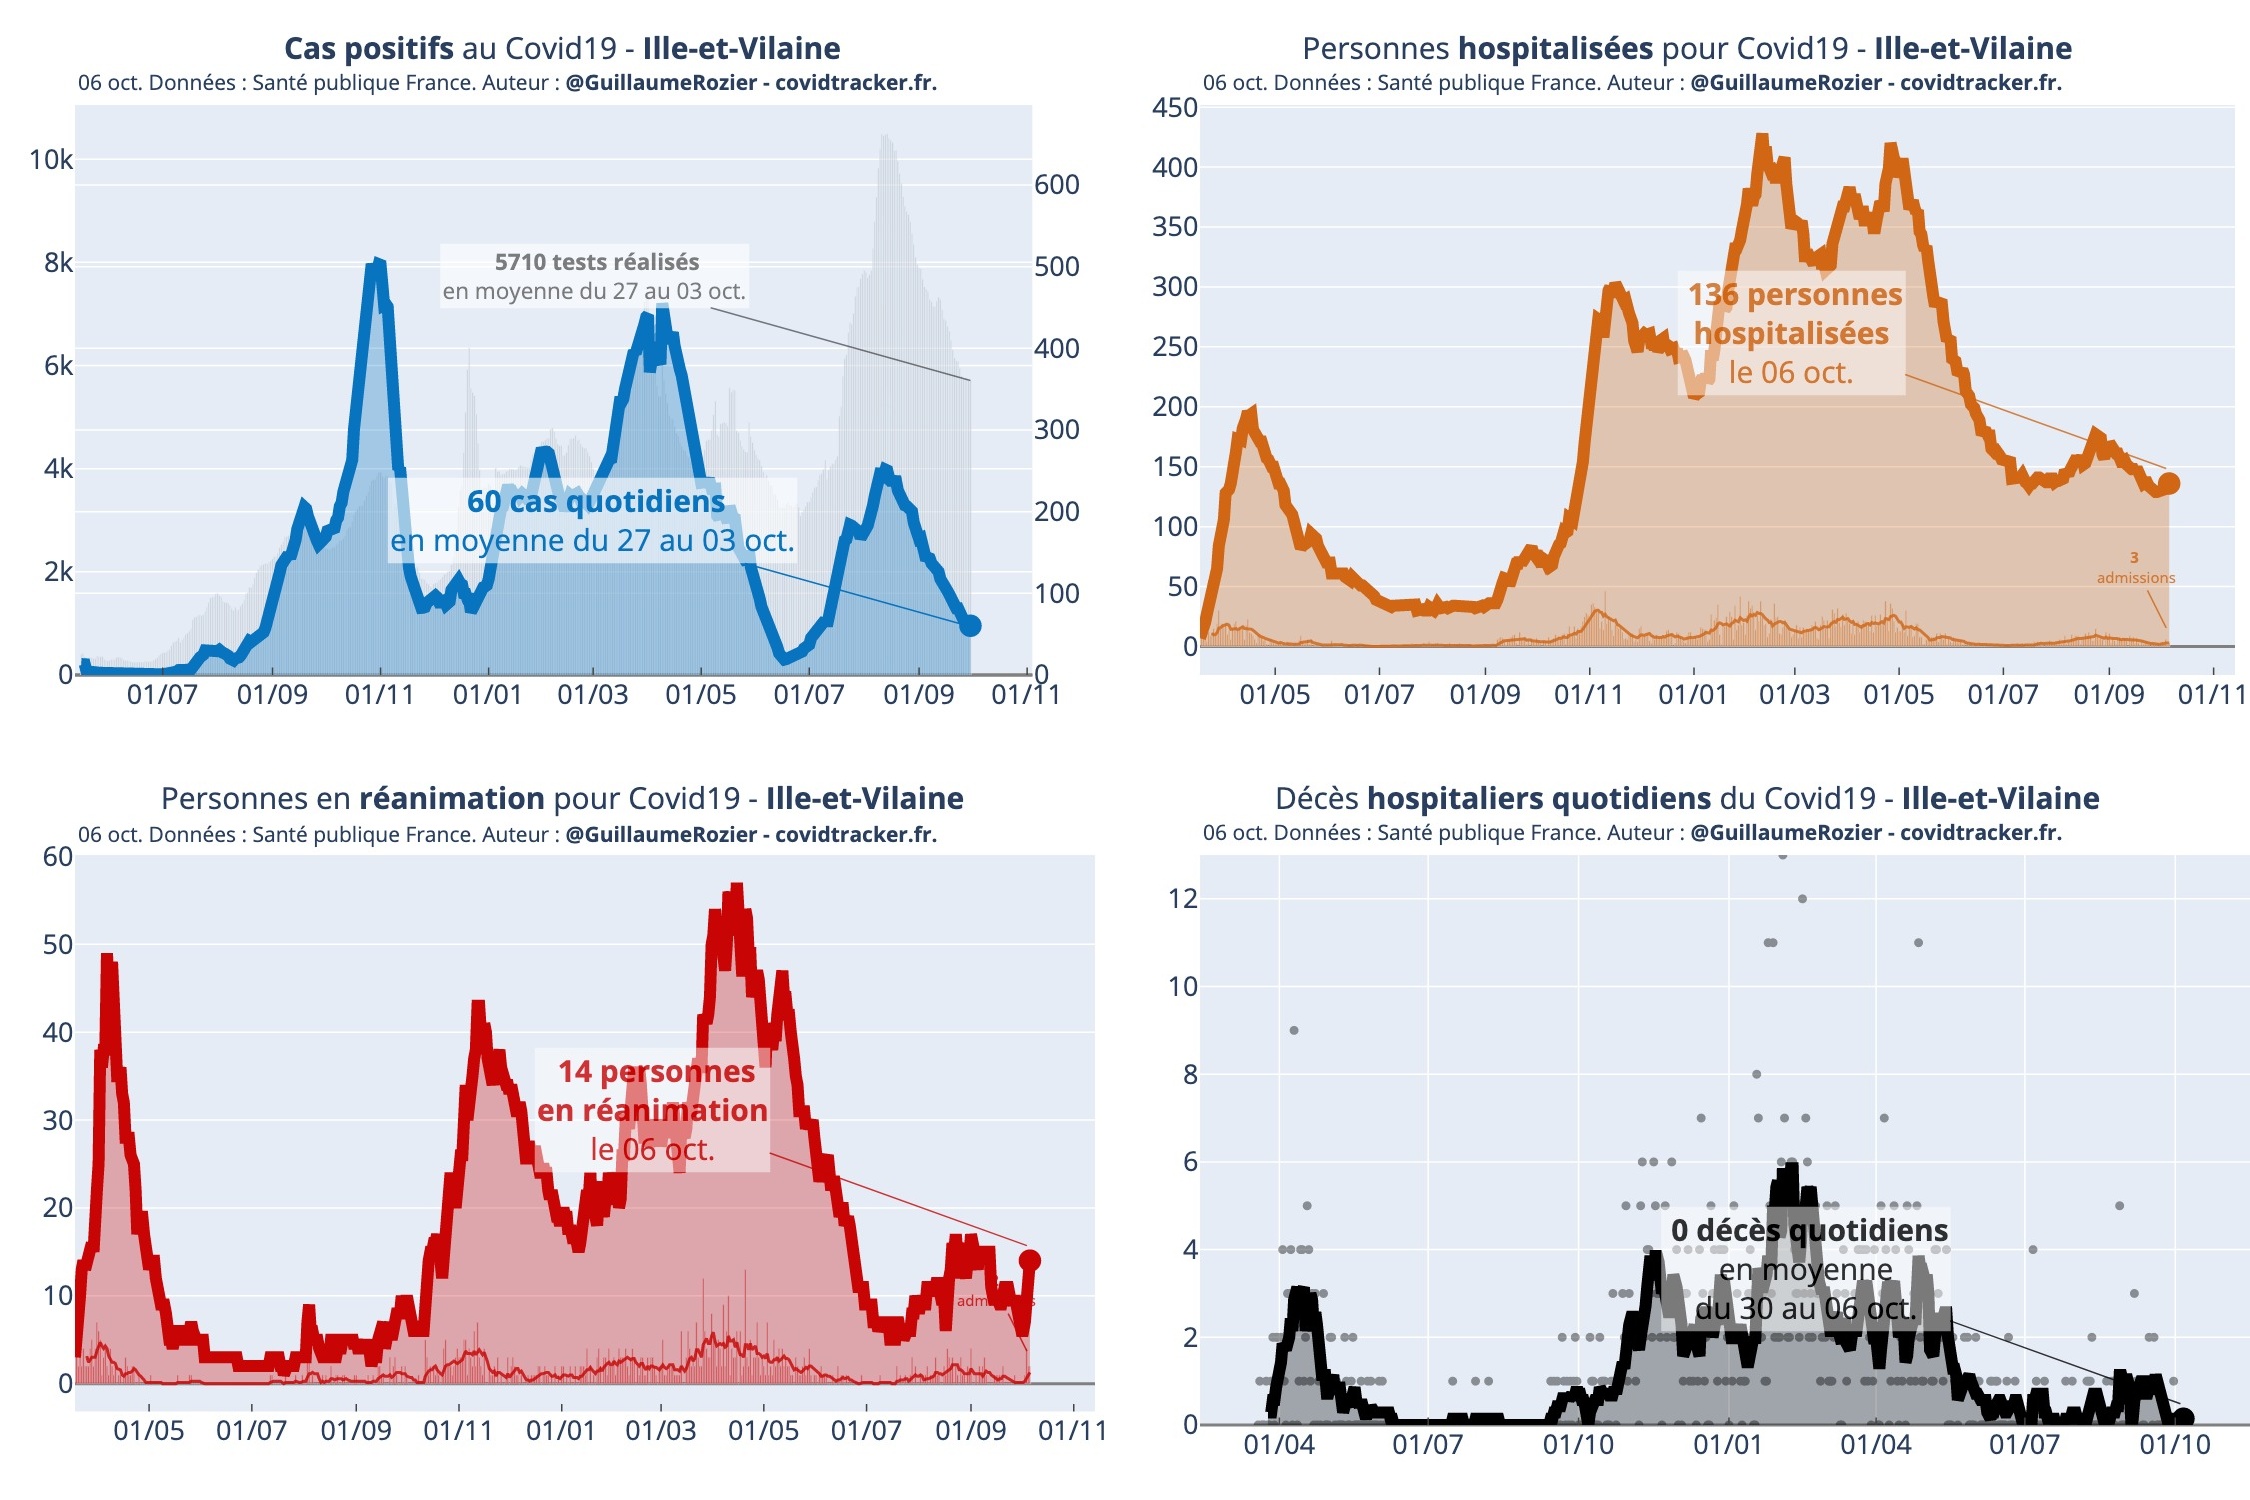 Cas positifs au Covid19 - Ille-et-Vilaine
06 oct. Données : Santé publique France. Auteur : @GuillaumeRozier - covidtracker.fr.
10k
8k
6k
4k
2k
0
600
500
400
300
200
100
0
5710 tests réalisés
en moyenne du 27 au 03 oct.
60 cas quotidiens
en moyenne du 27 au 03 oct.
01/07 01/09 01/11 01/01 01/03 01/05 01/07 01/09 01/11
Personnes hospitalisées pour Covid19 - Ille-et-Vilaine
06 oct. Données : Santé publique France. Auteur : @GuillaumeRozier - covidtracker.fr.
450
400
350
300
250
200
150
100
50
0
136 personnes
hospitalisées
le 06 oct.
3
admissions
01/05 01/07 01/09 01/11 01/01 01/03 01/05 01/07 01/09 01/11
Personnes en réanimation pour Covid19 - Ille-et-Vilaine
06 oct. Données : Santé publique France. Auteur : @GuillaumeRozier - covidtracker.fr.
60
50
40
30
20
10
0
14 personnes
en réanimation
le 06 oct.
01/05 01/07 01/09 01/11 01/01 01/03 01/05 01/07 01/09 01/11
Décès hospitaliers quotidiens du Covid19 - Ille-et-Vilaine
06 oct. Données : Santé publique France. Auteur : @GuillaumeRozier - covidtracker.fr.
12
10
8
6
4
2
0
0 décès quotidiens
en moyenne
du 30 au 06 oct.
01/04 01/07 01/10 01/01 01/04 01/07 01/10